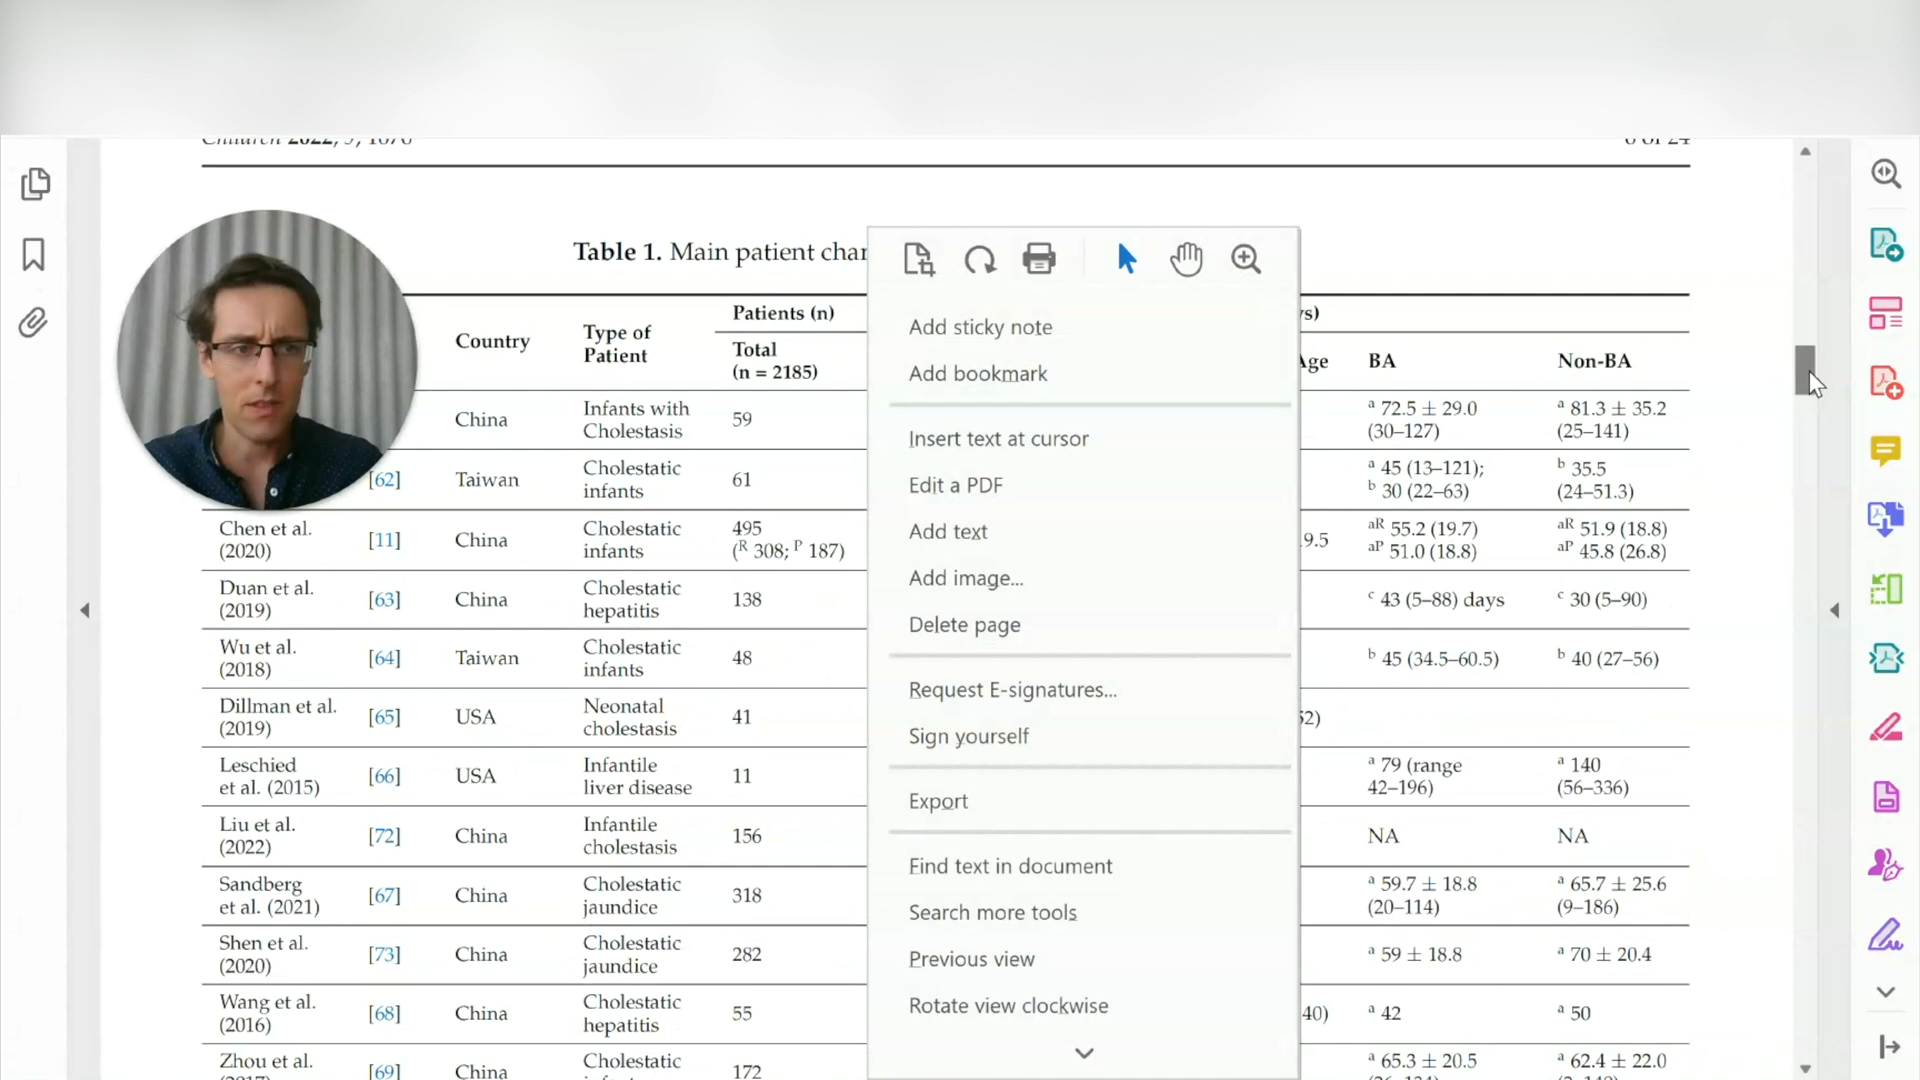 Children 2022, 9, 1070
6 of 24
Table 1. Main patient char
Country
Type of
Patient
Patients (n)
Total
(n = 2185)
ys)
Age
BA
Non-BA
China
Infants with
Cholestasis
59
a 72.5 ± 29.0
(30–127)
a 81.3 ± 35.2
(25–141)
[62]
Taiwan
Cholestatic
infants
61
a 45 (13–121);
b 30 (22–63)
b 35.5
(24–51.3)
Chen et al.
(2020)
[11]
China
Cholestatic
infants
495
(R 308; P 187)
9.5
aR 55.2 (19.7)
aP 51.0 (18.8)
aR 51.9 (18.8)
aP 45.8 (26.8)
Duan et al.
(2019)
[63]
China
Cholestatic
hepatitis
138
c 43 (5–88) days
c 30 (5–90)
Wu et al.
(2018)
[64]
Taiwan
Cholestatic
infants
48
b 45 (34.5–60.5)
b 40 (27–56)
Dillman et al.
(2019)
[65]
USA
Neonatal
cholestasis
41
52)
Leschied
et al. (2015)
[66]
USA
Infantile
liver disease
11
a 79 (range
42–196)
a 140
(56–336)
Liu et al.
(2022)
[72]
China
Infantile
cholestasis
156
NA
NA
Sandberg
et al. (2021)
[67]
China
Cholestatic
jaundice
318
a 59.7 ± 18.8
(20–114)
a 65.7 ± 25.6
(9–186)
Shen et al.
(2020)
[73]
China
Cholestatic
jaundice
282
a 59 ± 18.8
a 70 ± 20.4
Wang et al.
(2016)
[68]
China
Cholestatic
hepatitis
55
40)
a 42
a 50
Zhou et al.
[69]
China
Cholestatic
172
a 65.3 ± 20.5
a 62.4 ± 22.0
Add sticky note
Add bookmark
Insert text at cursor
Edit a PDF
Add text
Add image...
Delete page
Request E-signatures...
Sign yourself
Export
Find text in document
Search more tools
Previous view
Rotate view clockwise